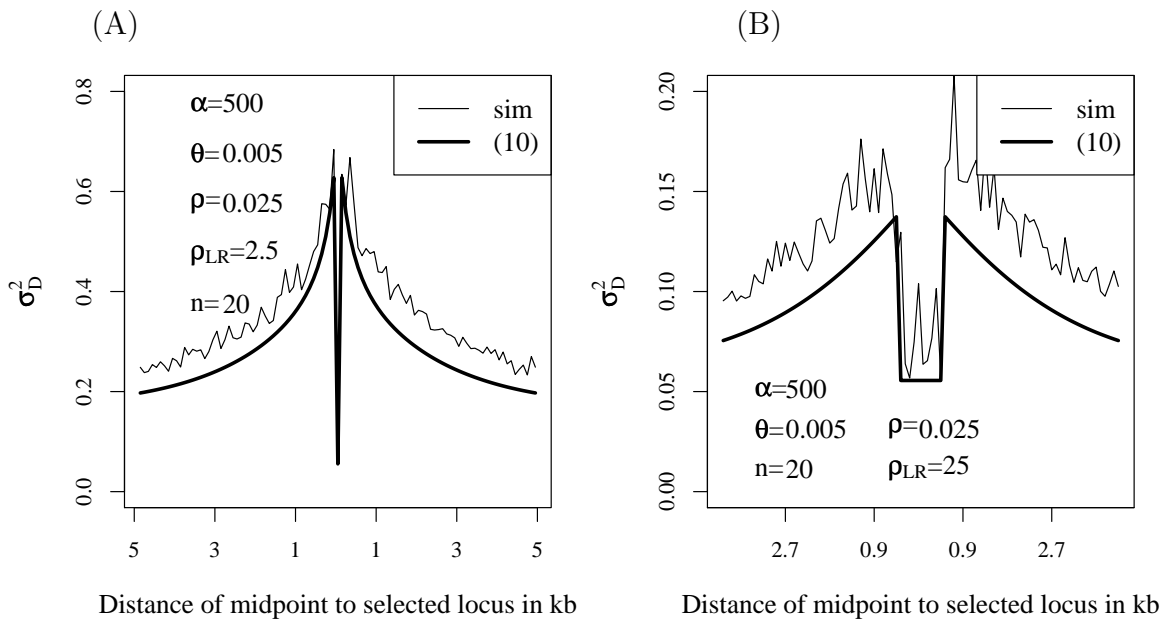 (A)
(B)
sim
(10)
α=500
θ=0.005
ρ=0.025
ρLR=2.5
n=20
σ²D
0.0
0.2
0.4
0.6
0.8
5 3 1 1 3 5
Distance of midpoint to selected locus in kb
sim
(10)
α=500
θ=0.005 ρ=0.025
n=20 ρLR=25
σ²D
0.00
0.05
0.10
0.15
0.20
2.7 0.9 0.9 2.7
Distance of midpoint to selected locus in kb